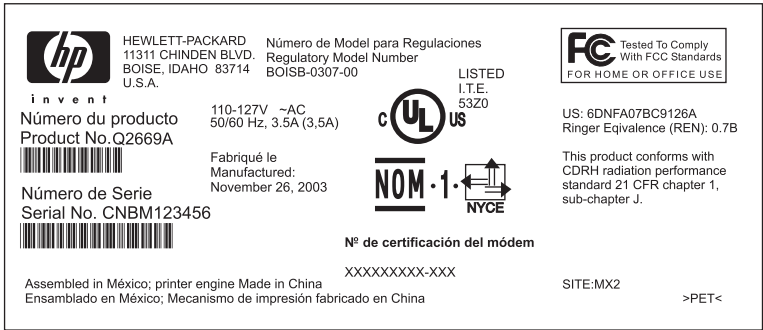 hp
invent
HEWLETT-PACKARD
11311 CHINDEN BLVD.
BOISE, IDAHO 83714
U.S.A.
Número de Model para Regulaciones
Regulatory Model Number
BOISB-0307-00
LISTED
I.T.E.
53Z0
FC Tested To Comply
With FCC Standards
FOR HOME OR OFFICE USE
Número du producto
Product No.Q2669A
110-127V ~AC
50/60 Hz, 3.5A (3,5A)
C UL US
US: 6DNFA07BC9126A
Ringer Eqivalence (REN): 0.7B
Fabriqué le
Manufactured:
November 26, 2003
NOM·1·
NYCE
This product conforms with
CDRH radiation performance
standard 21 CFR chapter 1,
sub-chapter J.
Número de Serie
Serial No. CNBM123456
Nº de certificación del módem
XXXXXXXXX-XXX
Assembled in México; printer engine Made in China
Ensamblado en México; Mecanismo de impresión fabricado en China
SITE:MX2
>PET<